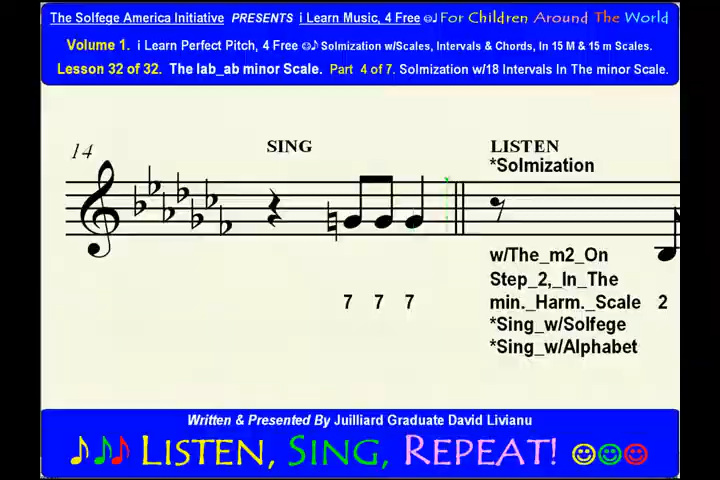 The Solfege America Initiative PRESENTS i Learn Music, 4 Free For Children Around The World
Volume 1. i Learn Perfect Pitch, 4 Free Solmization w/Scales, Intervals & Chords, In 15 M & 15 m Scales.
Lesson 32 of 32. The lab_ab minor Scale. Part 4 of 7. Solmization w/18 Intervals In The minor Scale.
14
SING
LISTEN
*Solmization
w/The_m2_On
Step_2,_In_The
7 7 7 min._Harm._Scale 2
*Sing_w/Solfege
*Sing_w/Alphabet
Written & Presented By Juilliard Graduate David Livianu
LISTEN, SING, REPEAT!